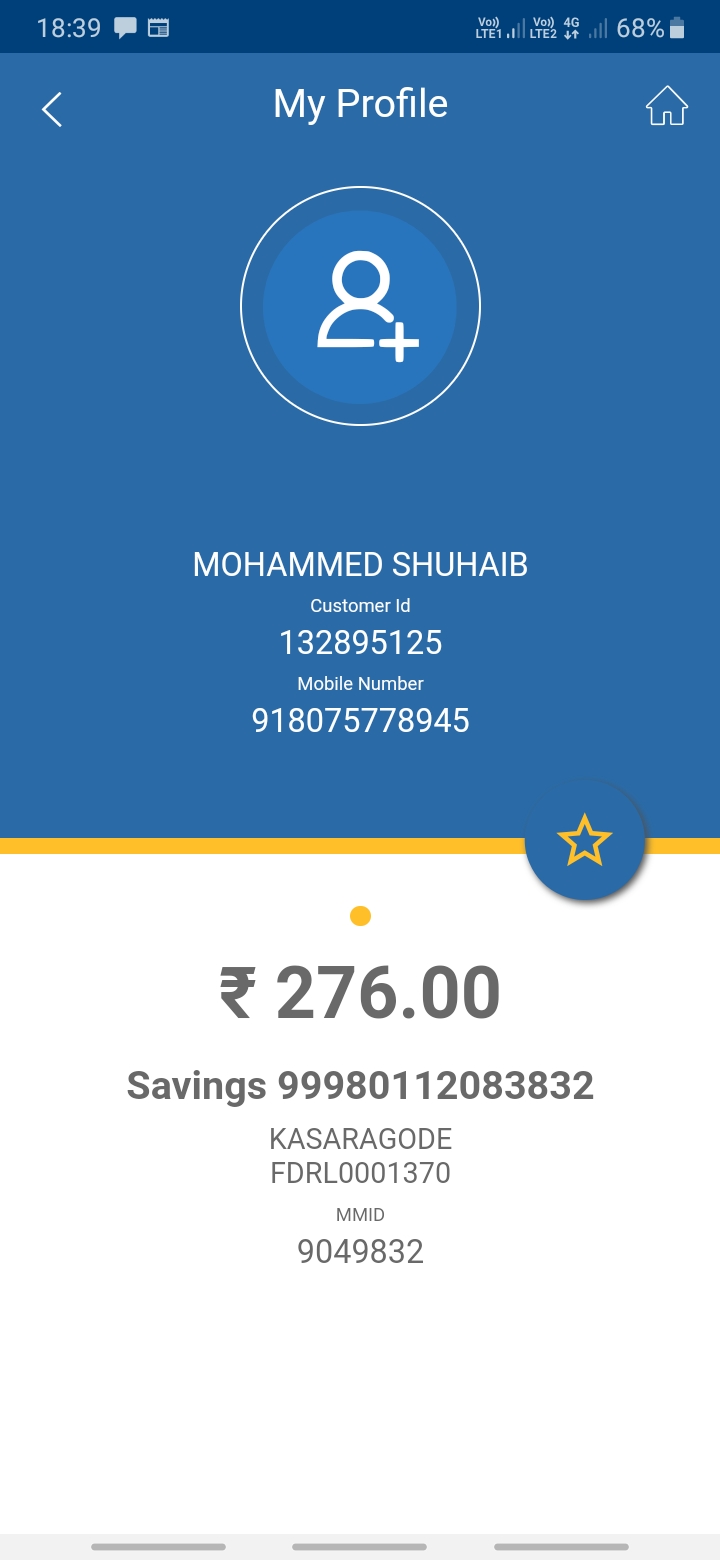 18:39 Vo)) LTE1 Vo)) LTE2 4G 68%
My Profile
MOHAMMED SHUHAIB
Customer Id
132895125
Mobile Number
918075778945
₹ 276.00
Savings 99980112083832
KASARAGODE
FDRL0001370
MMID
9049832